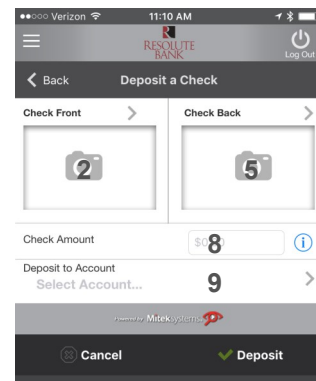 Verizon 11:10 AM
RESOLUTE
BANK
Log Out
Back Deposit a Check
Check Front Check Back
2 5
Check Amount 8
Deposit to Account
Select Account... 9
Powered by Miteksystems
Cancel Deposit